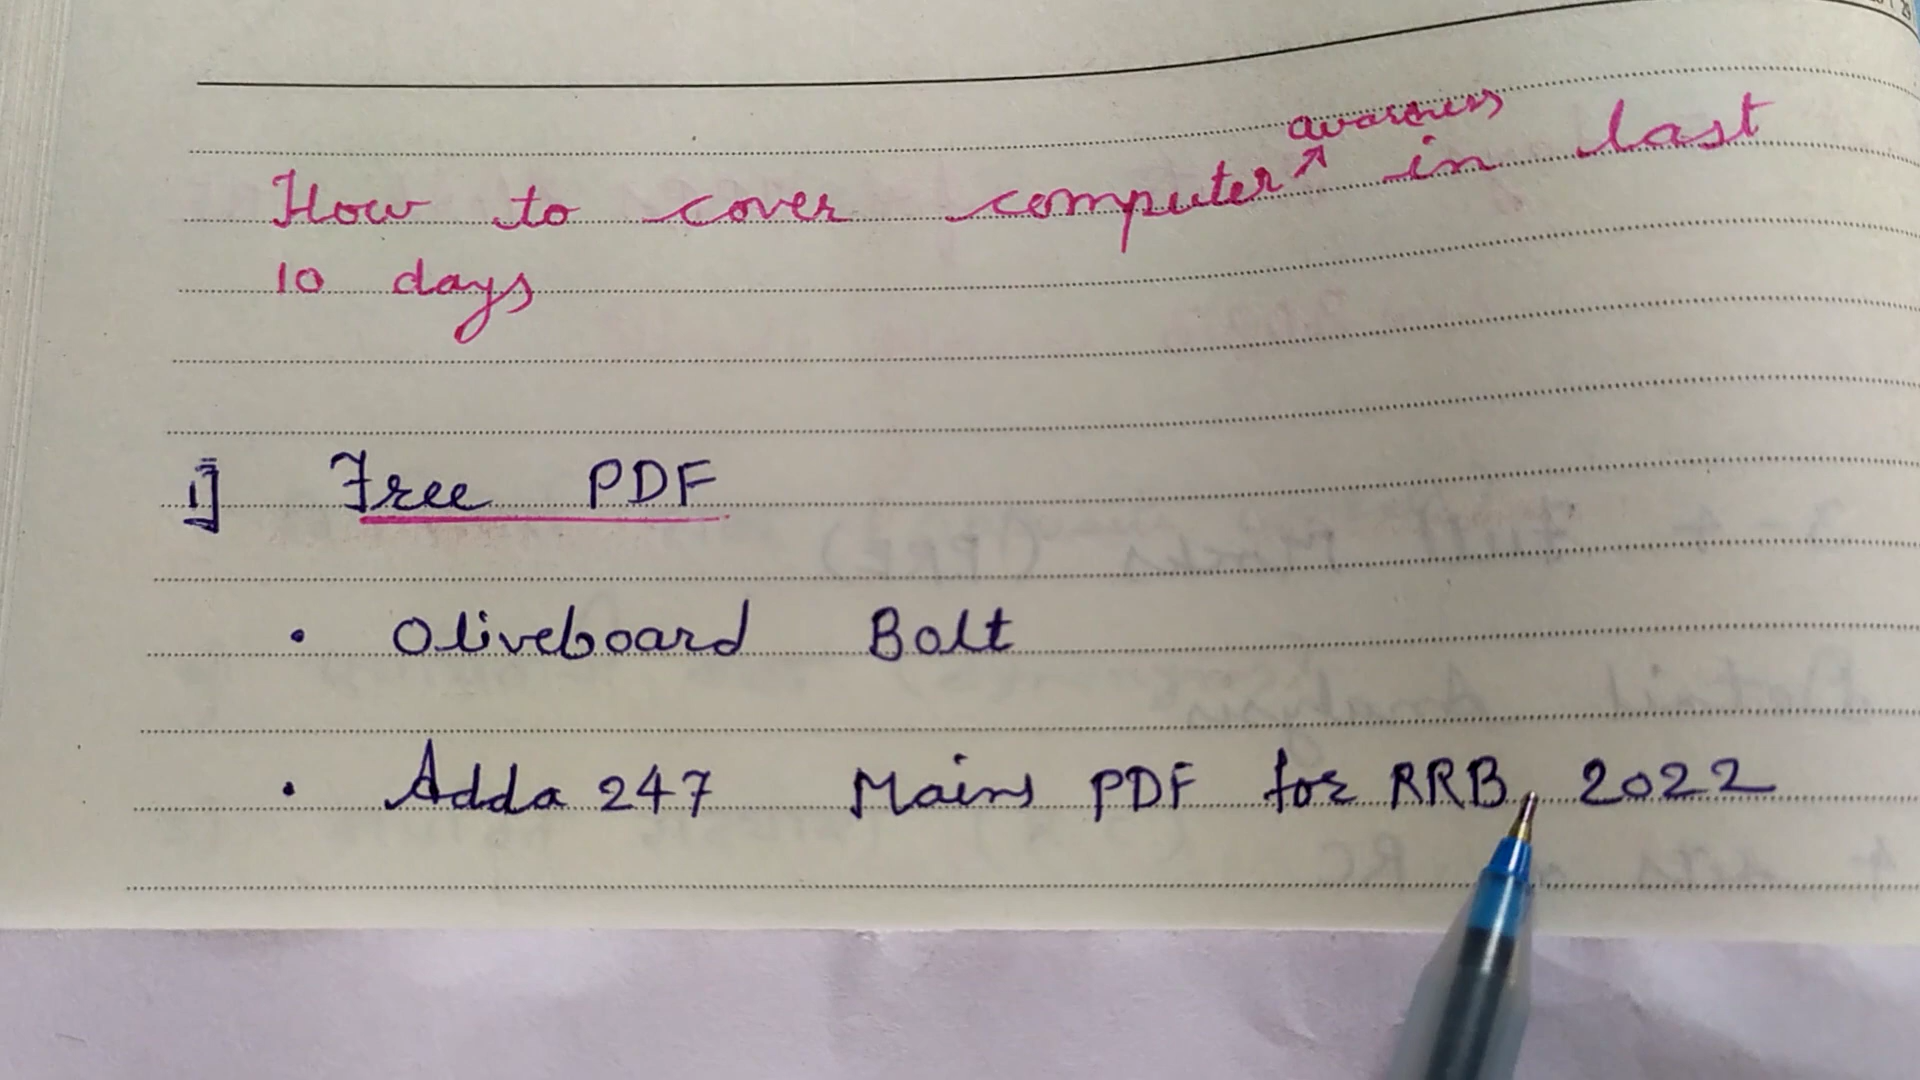 How to cover computer awarness in last
10 days
1] Free PDF
• Oliveboard Bolt
• Adda 247 Mains PDF for RRB 2022